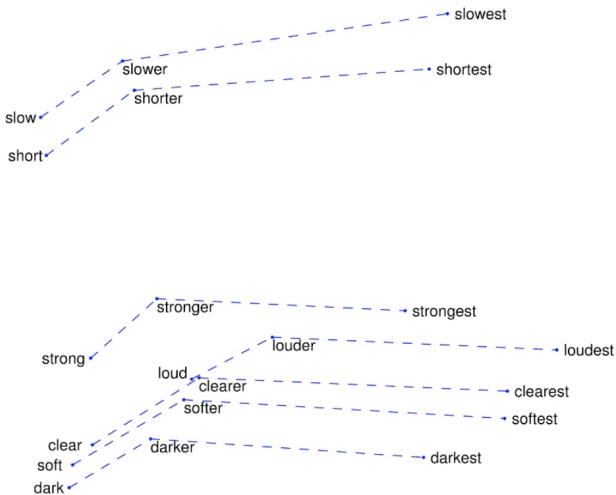 slowest
slower
shortest
shorter
slow
short
stronger
strongest
louder
loudest
strong
loud
clearer
clearest
softer
softest
clear
darker
darkest
soft
dark